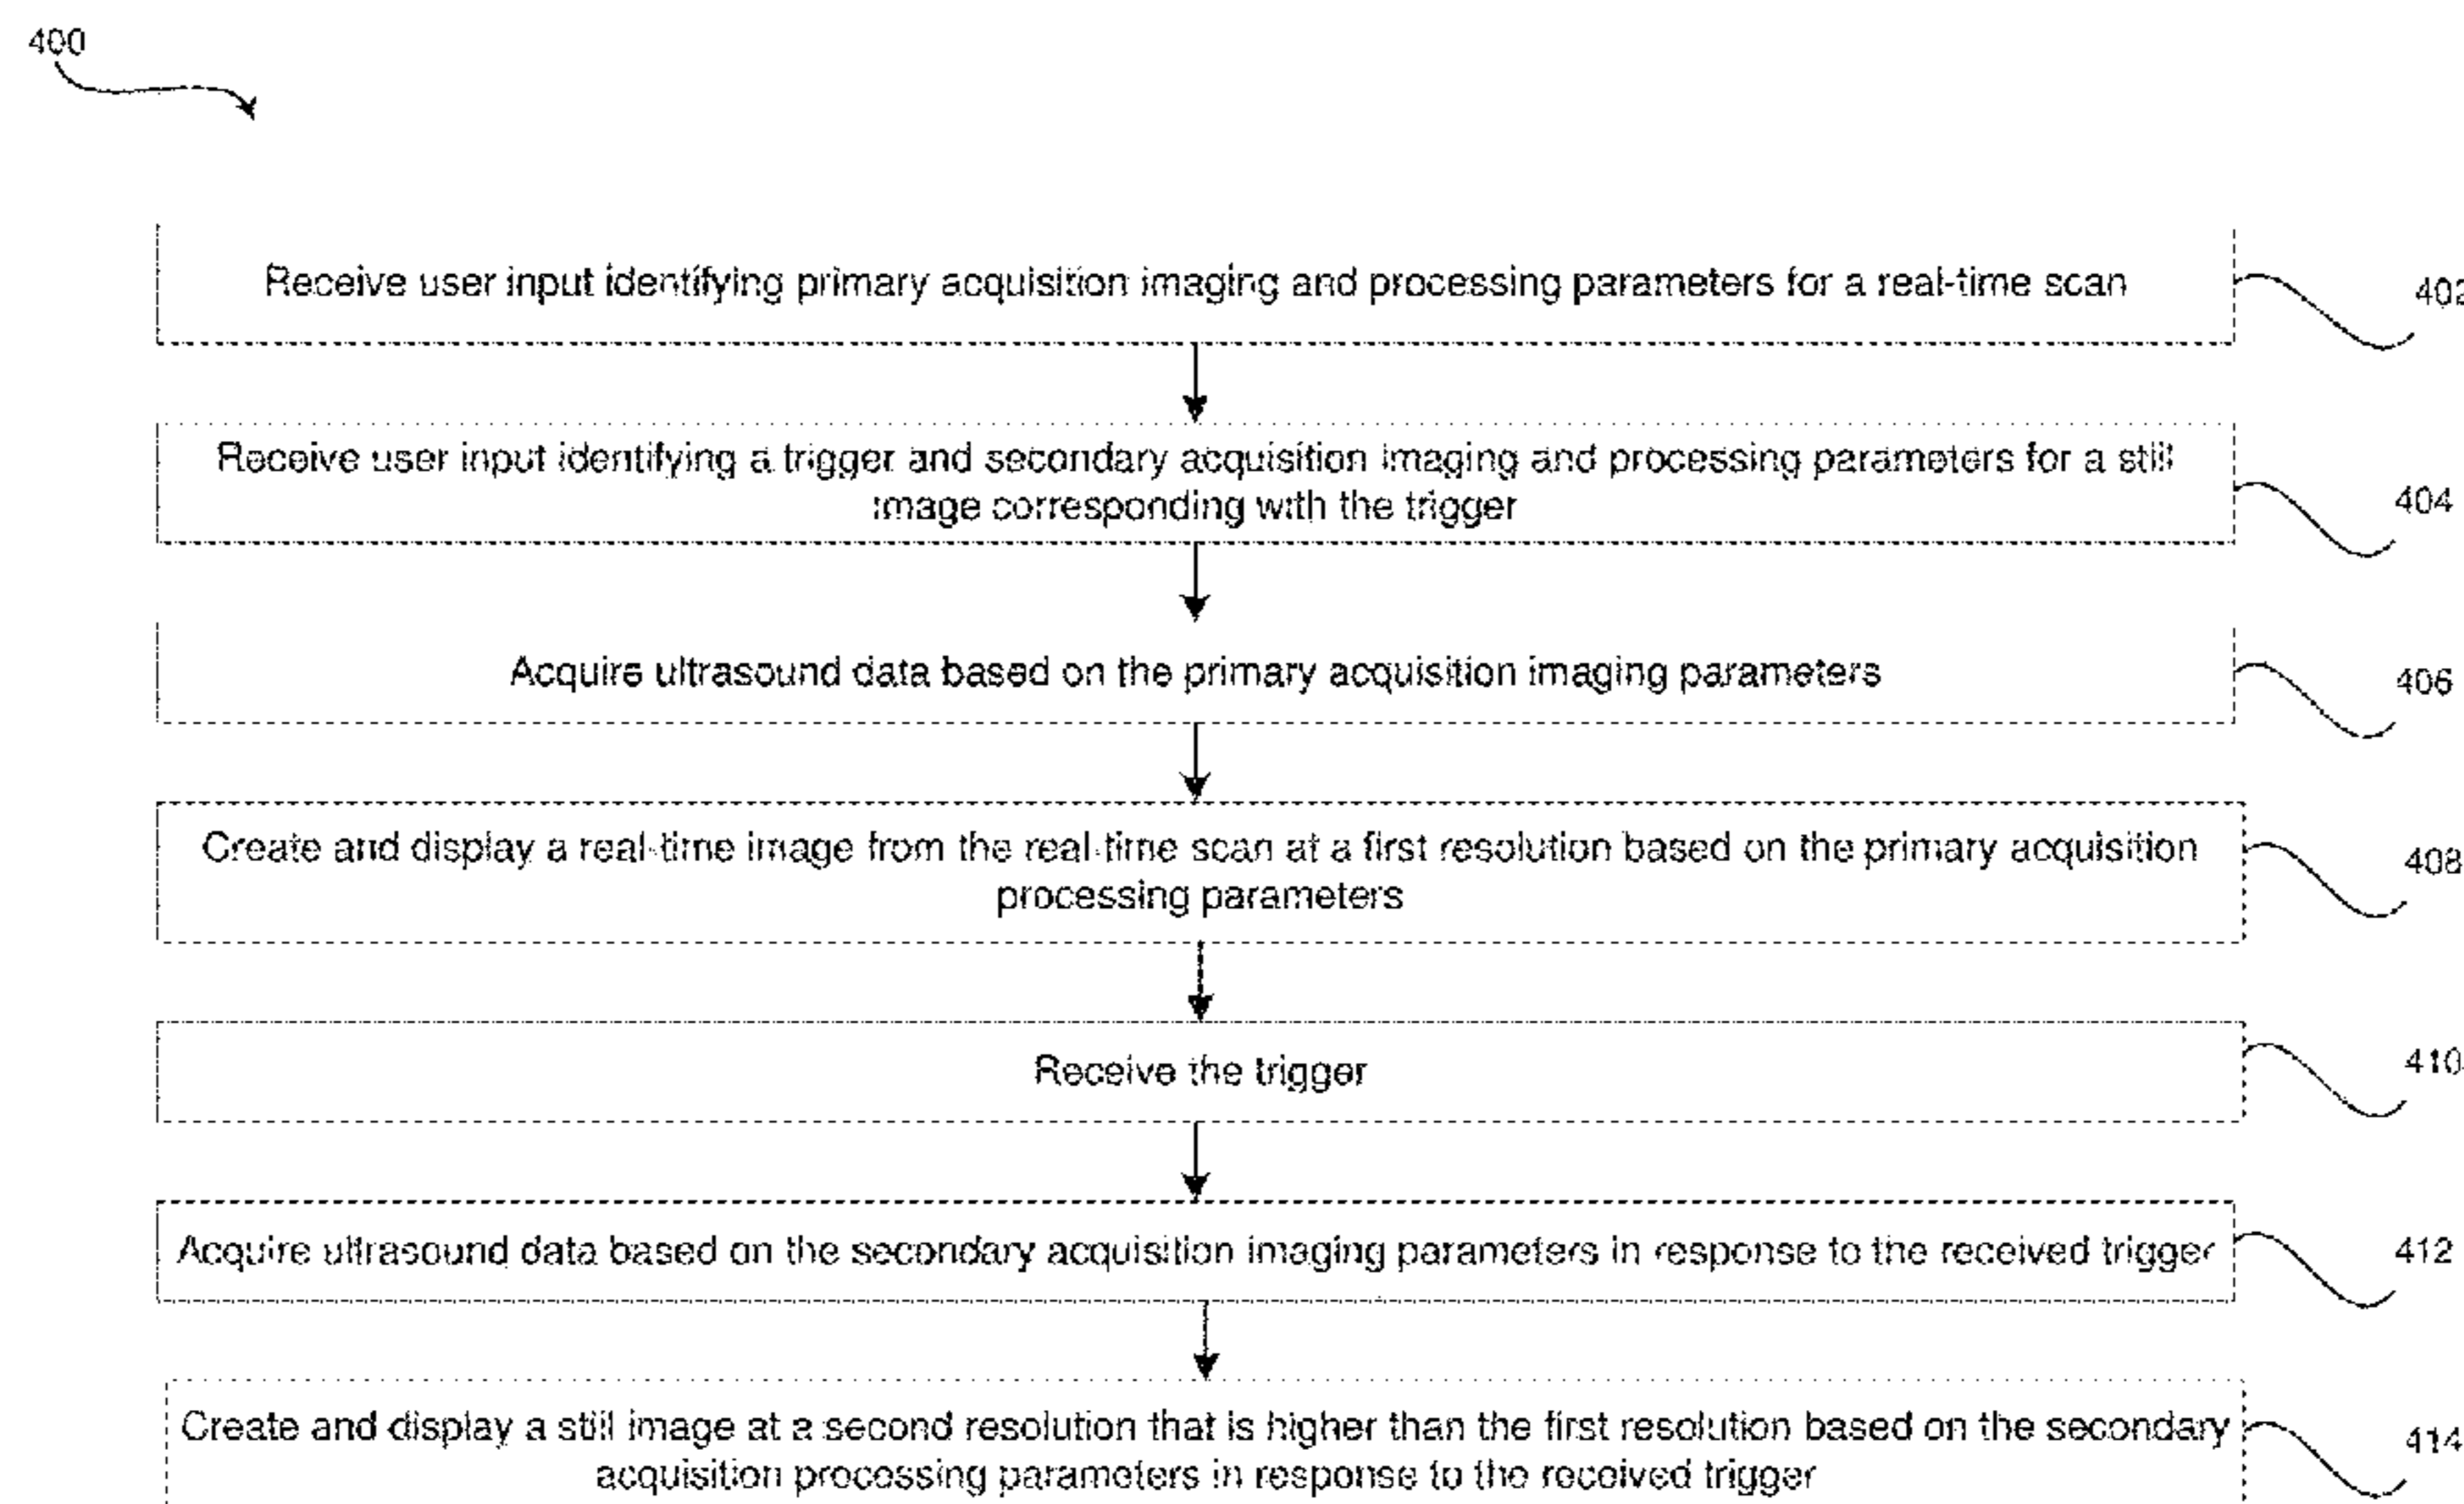 400
Receive user input identifying primary acquisition imaging and processing parameters for a real-time scan
402
Receive user input identifying a trigger and secondary acquisition imaging and processing parameters for a still
image corresponding with the trigger
404
Acquire ultrasound data based on the primary acquisition imaging parameters
406
Create and display a real-time image from the real-time scan at a first resolution based on the primary acquisition
processing parameters
408
Receive the trigger
410
Acquire ultrasound data based on the secondary acquisition imaging parameters in response to the received trigger
412
Create and display a still image at a second resolution that is higher than the first resolution based on the secondary
acquisition processing parameters in response to the received trigger
414